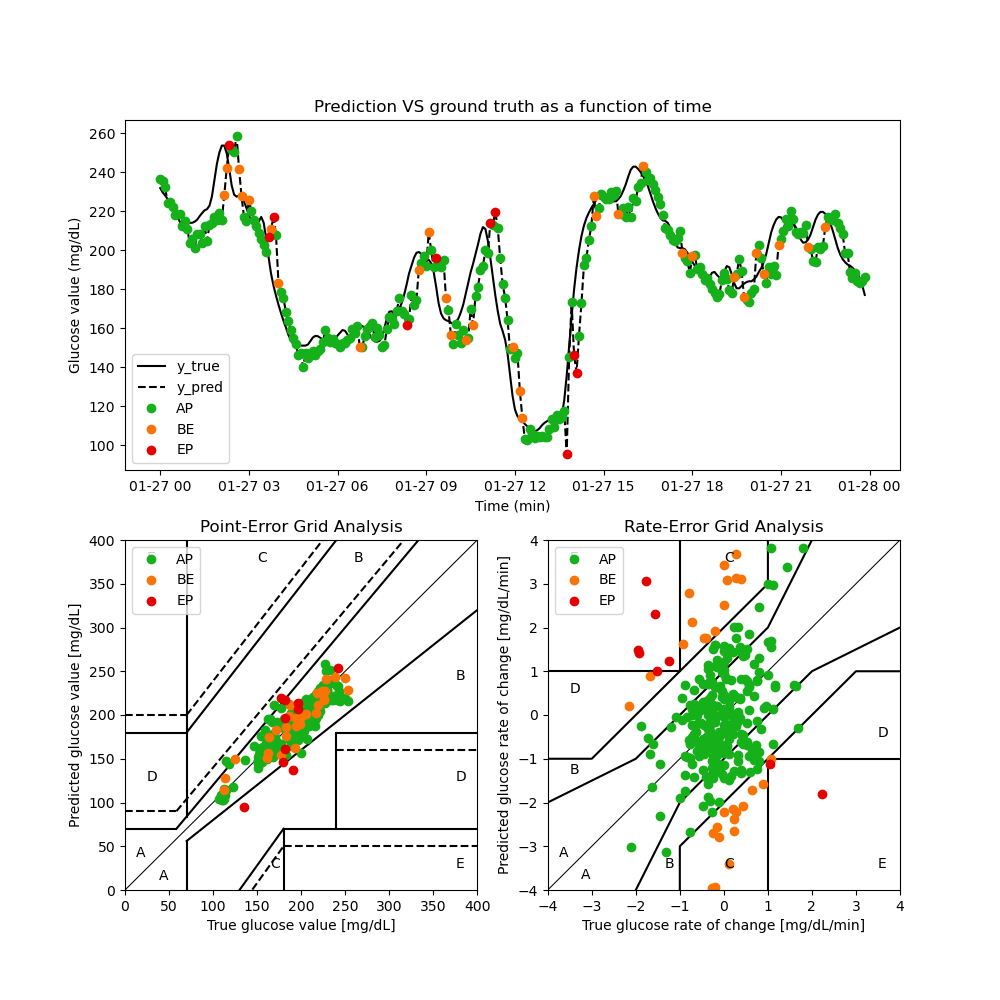 Prediction VS ground truth as a function of time
Glucose value (mg/dL)
260
240
220
200
180
160
140
120
100
y_true
y_pred
AP
BE
EP
01-27 00 01-27 03 01-27 06 01-27 09 01-27 12 01-27 15 01-27 18 01-27 21 01-28 00
Time (min)
Point-Error Grid Analysis
Predicted glucose value [mg/dL]
400
350
300
250
200
150
100
50
0
AP
BE
EP
C B
B
D D
A
A C E
0 50 100 150 200 250 300 350 400
True glucose value [mg/dL]
Rate-Error Grid Analysis
Predicted glucose rate of change [mg/dL/min]
4
3
2
1
0
−1
−2
−3
−4
AP
BE
EP
C
D
D
B
A
A B C E
−4 −3 −2 −1 0 1 2 3 4
True glucose rate of change [mg/dL/min]